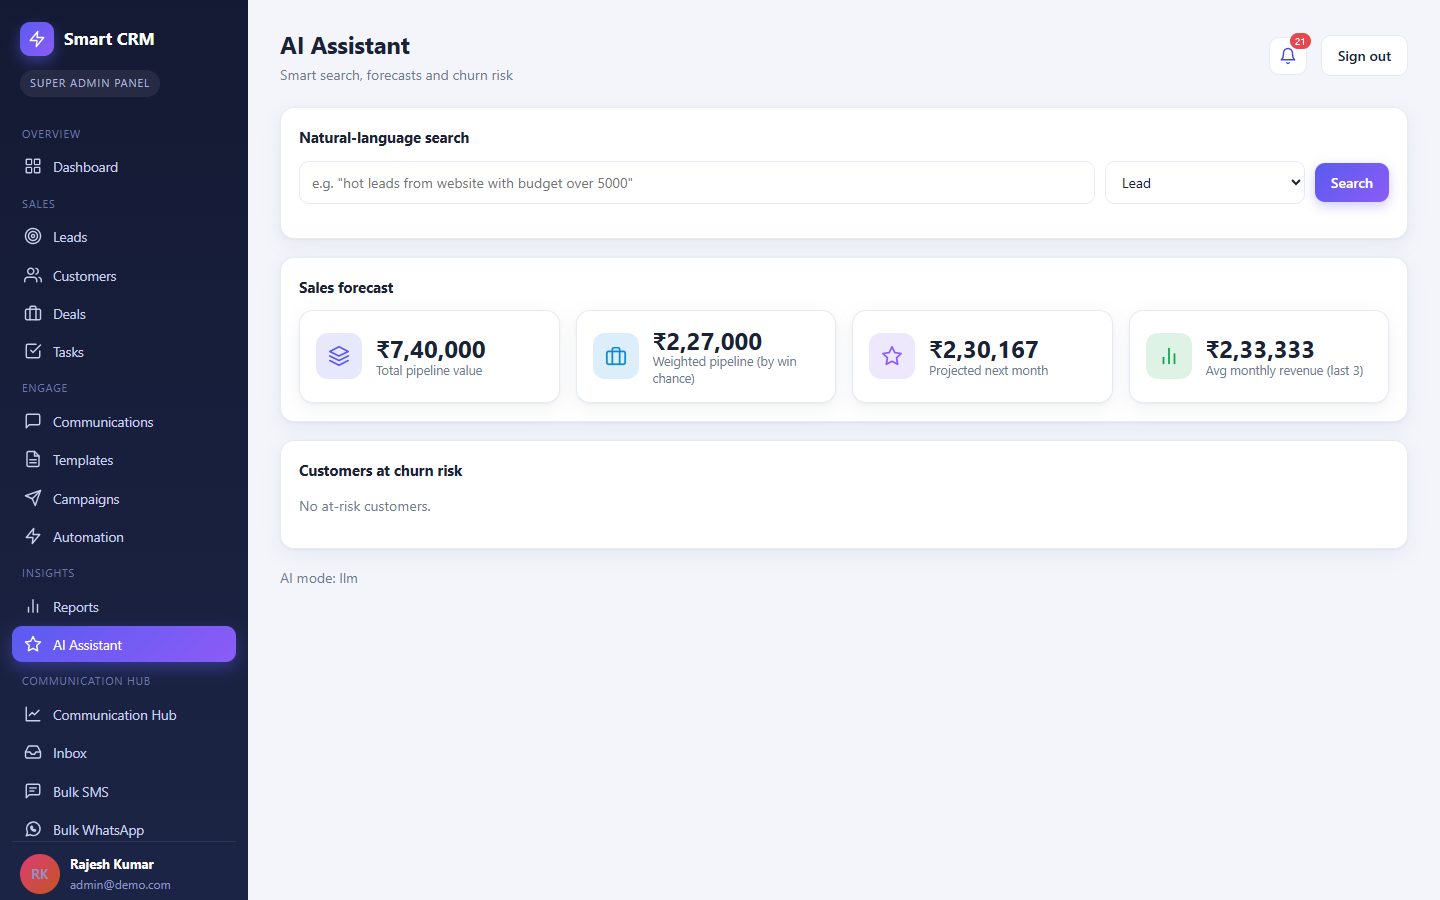 Smart CRM
SUPER ADMIN PANEL
OVERVIEW
Dashboard
SALES
Leads
Customers
Deals
Tasks
ENGAGE
Communications
Templates
Campaigns
Automation
INSIGHTS
Reports
AI Assistant
COMMUNICATION HUB
Communication Hub
Inbox
Bulk SMS
Bulk WhatsApp
RK
Rajesh Kumar
admin@demo.com
AI Assistant
Smart search, forecasts and churn risk
21
Sign out
Natural-language search
e.g. "hot leads from website with budget over 5000"
Lead
Search
Sales forecast
₹7,40,000
Total pipeline value
₹2,27,000
Weighted pipeline (by win
chance)
₹2,30,167
Projected next month
₹2,33,333
Avg monthly revenue (last 3)
Customers at churn risk
No at-risk customers.
AI mode: llm